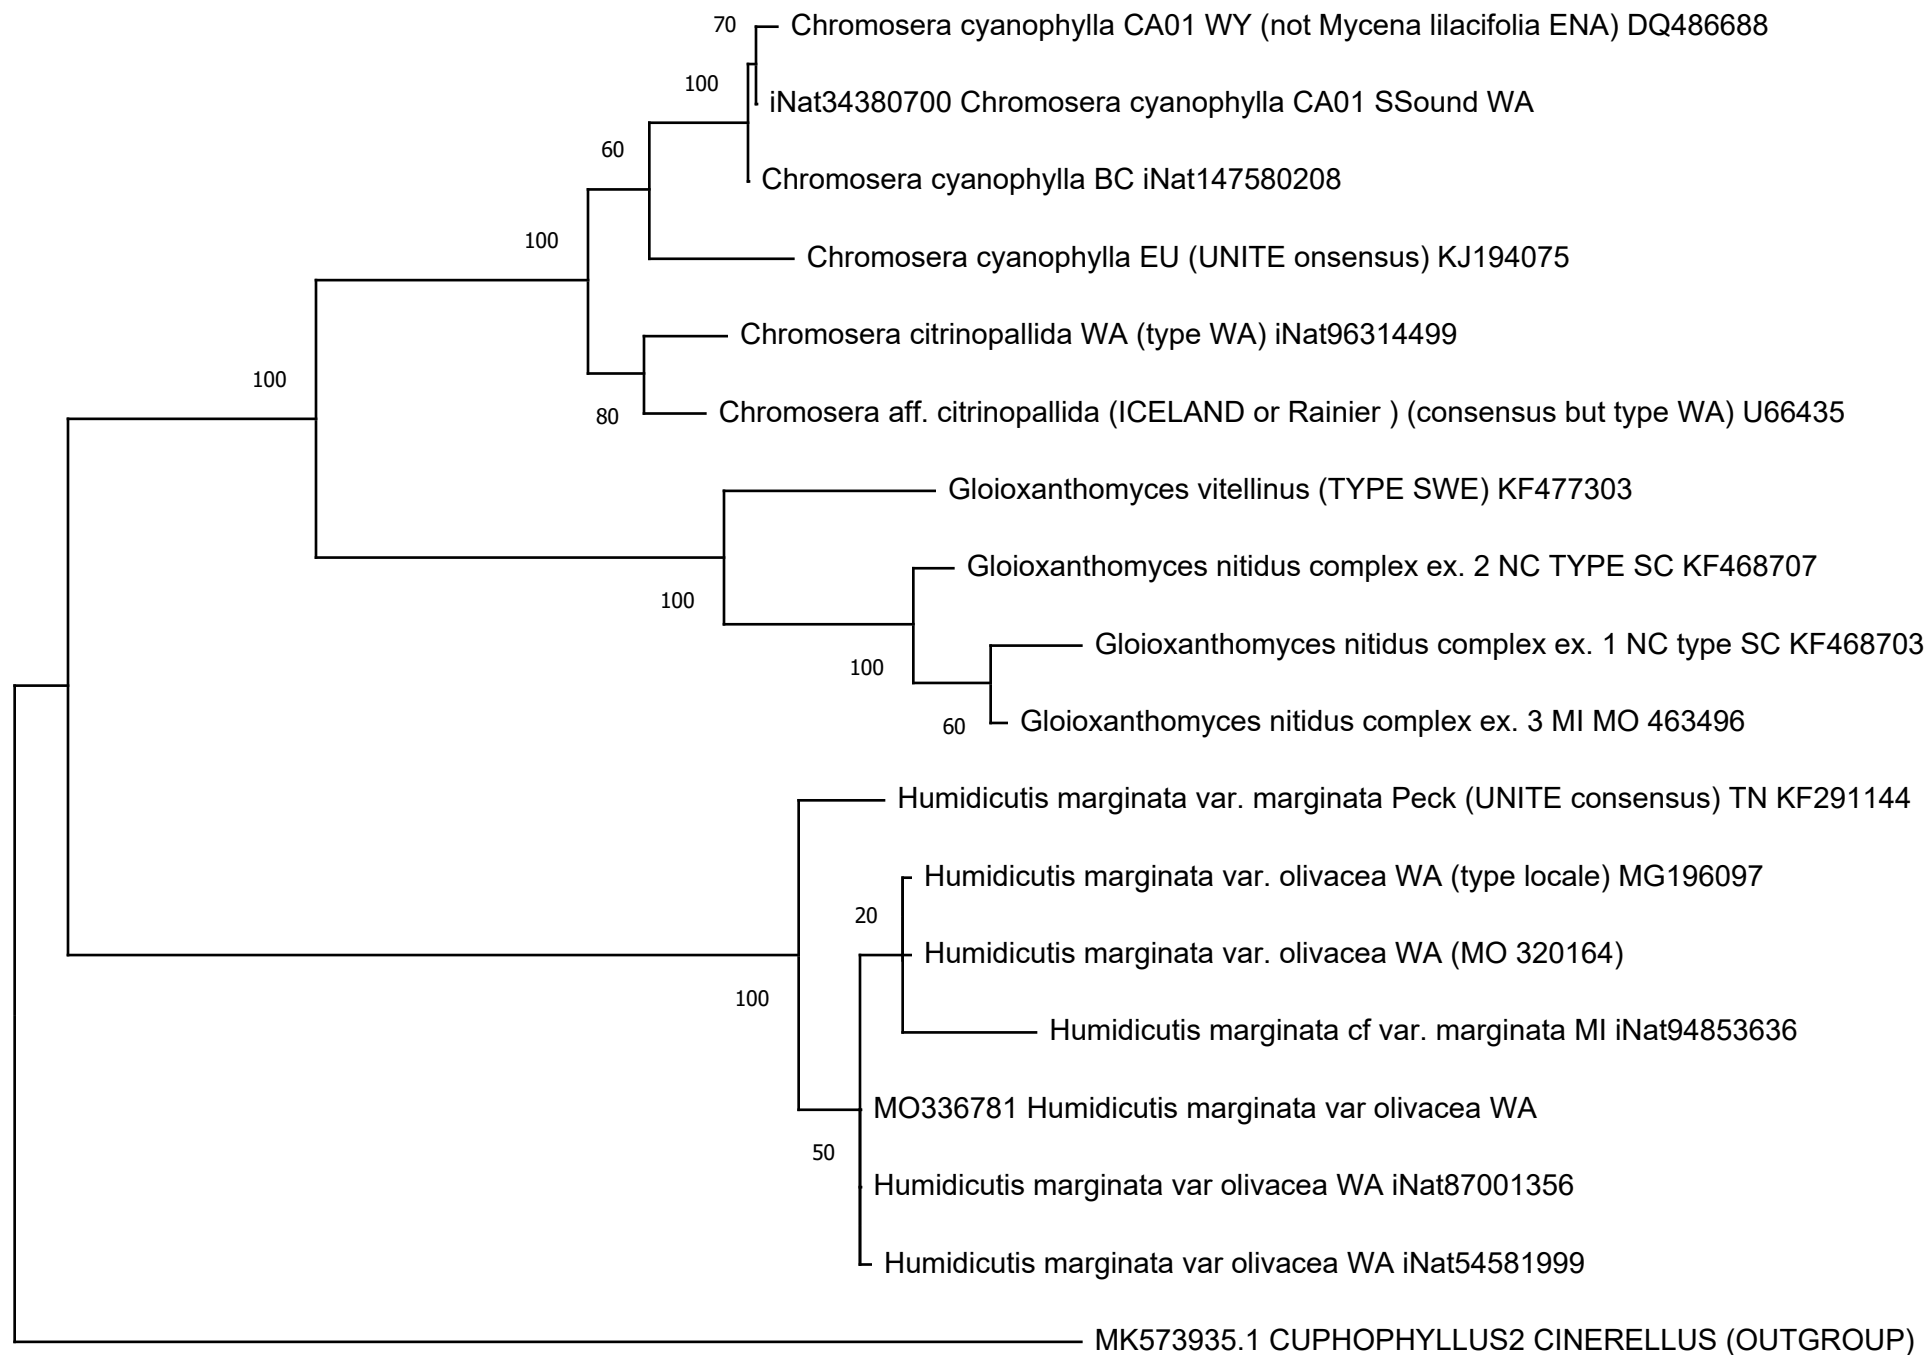 70
Chromosera cyanophylla CA01 WY (not Mycena lilacifolia ENA) DQ486688
100
iNat34380700 Chromosera cyanophylla CA01 SSound WA
60
Chromosera cyanophylla BC iNat147580208
100
Chromosera cyanophylla EU (UNITE onsensus) KJ194075
Chromosera citrinopallida WA (type WA) iNat96314499
100
80
Chromosera aff. citrinopallida (ICELAND or Rainier ) (consensus but type WA) U66435
Gloioxanthomyces vitellinus (TYPE SWE) KF477303
Gloioxanthomyces nitidus complex ex. 2 NC TYPE SC KF468707
100
Gloioxanthomyces nitidus complex ex. 1 NC type SC KF468703
100
60
Gloioxanthomyces nitidus complex ex. 3 MI MO 463496
Humidicutis marginata var. marginata Peck (UNITE consensus) TN KF291144
Humidicutis marginata var. olivacea WA (type locale) MG196097
20
Humidicutis marginata var. olivacea WA (MO 320164)
100
Humidicutis marginata cf var. marginata MI iNat94853636
MO336781 Humidicutis marginata var olivacea WA
50
Humidicutis marginata var olivacea WA iNat87001356
Humidicutis marginata var olivacea WA iNat54581999
MK573935.1 CUPHOPHYLLUS2 CINERELLUS (OUTGROUP)